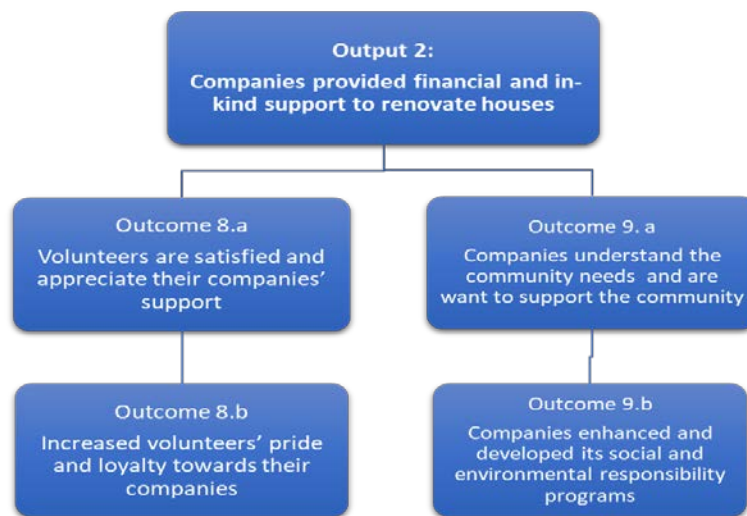 Output 2:
Companies provided financial and in-
kind support to renovate houses
Outcome 8.a
Volunteers are satisfied and
appreciate their companies’
support
Outcome 9. a
Companies understand the
community needs and are
want to support the community
Outcome 8.b
Increased volunteers’ pride
and loyalty towards their
companies
Outcome 9.b
Companies enhanced and
developed its social and
environmental responsibility
programs